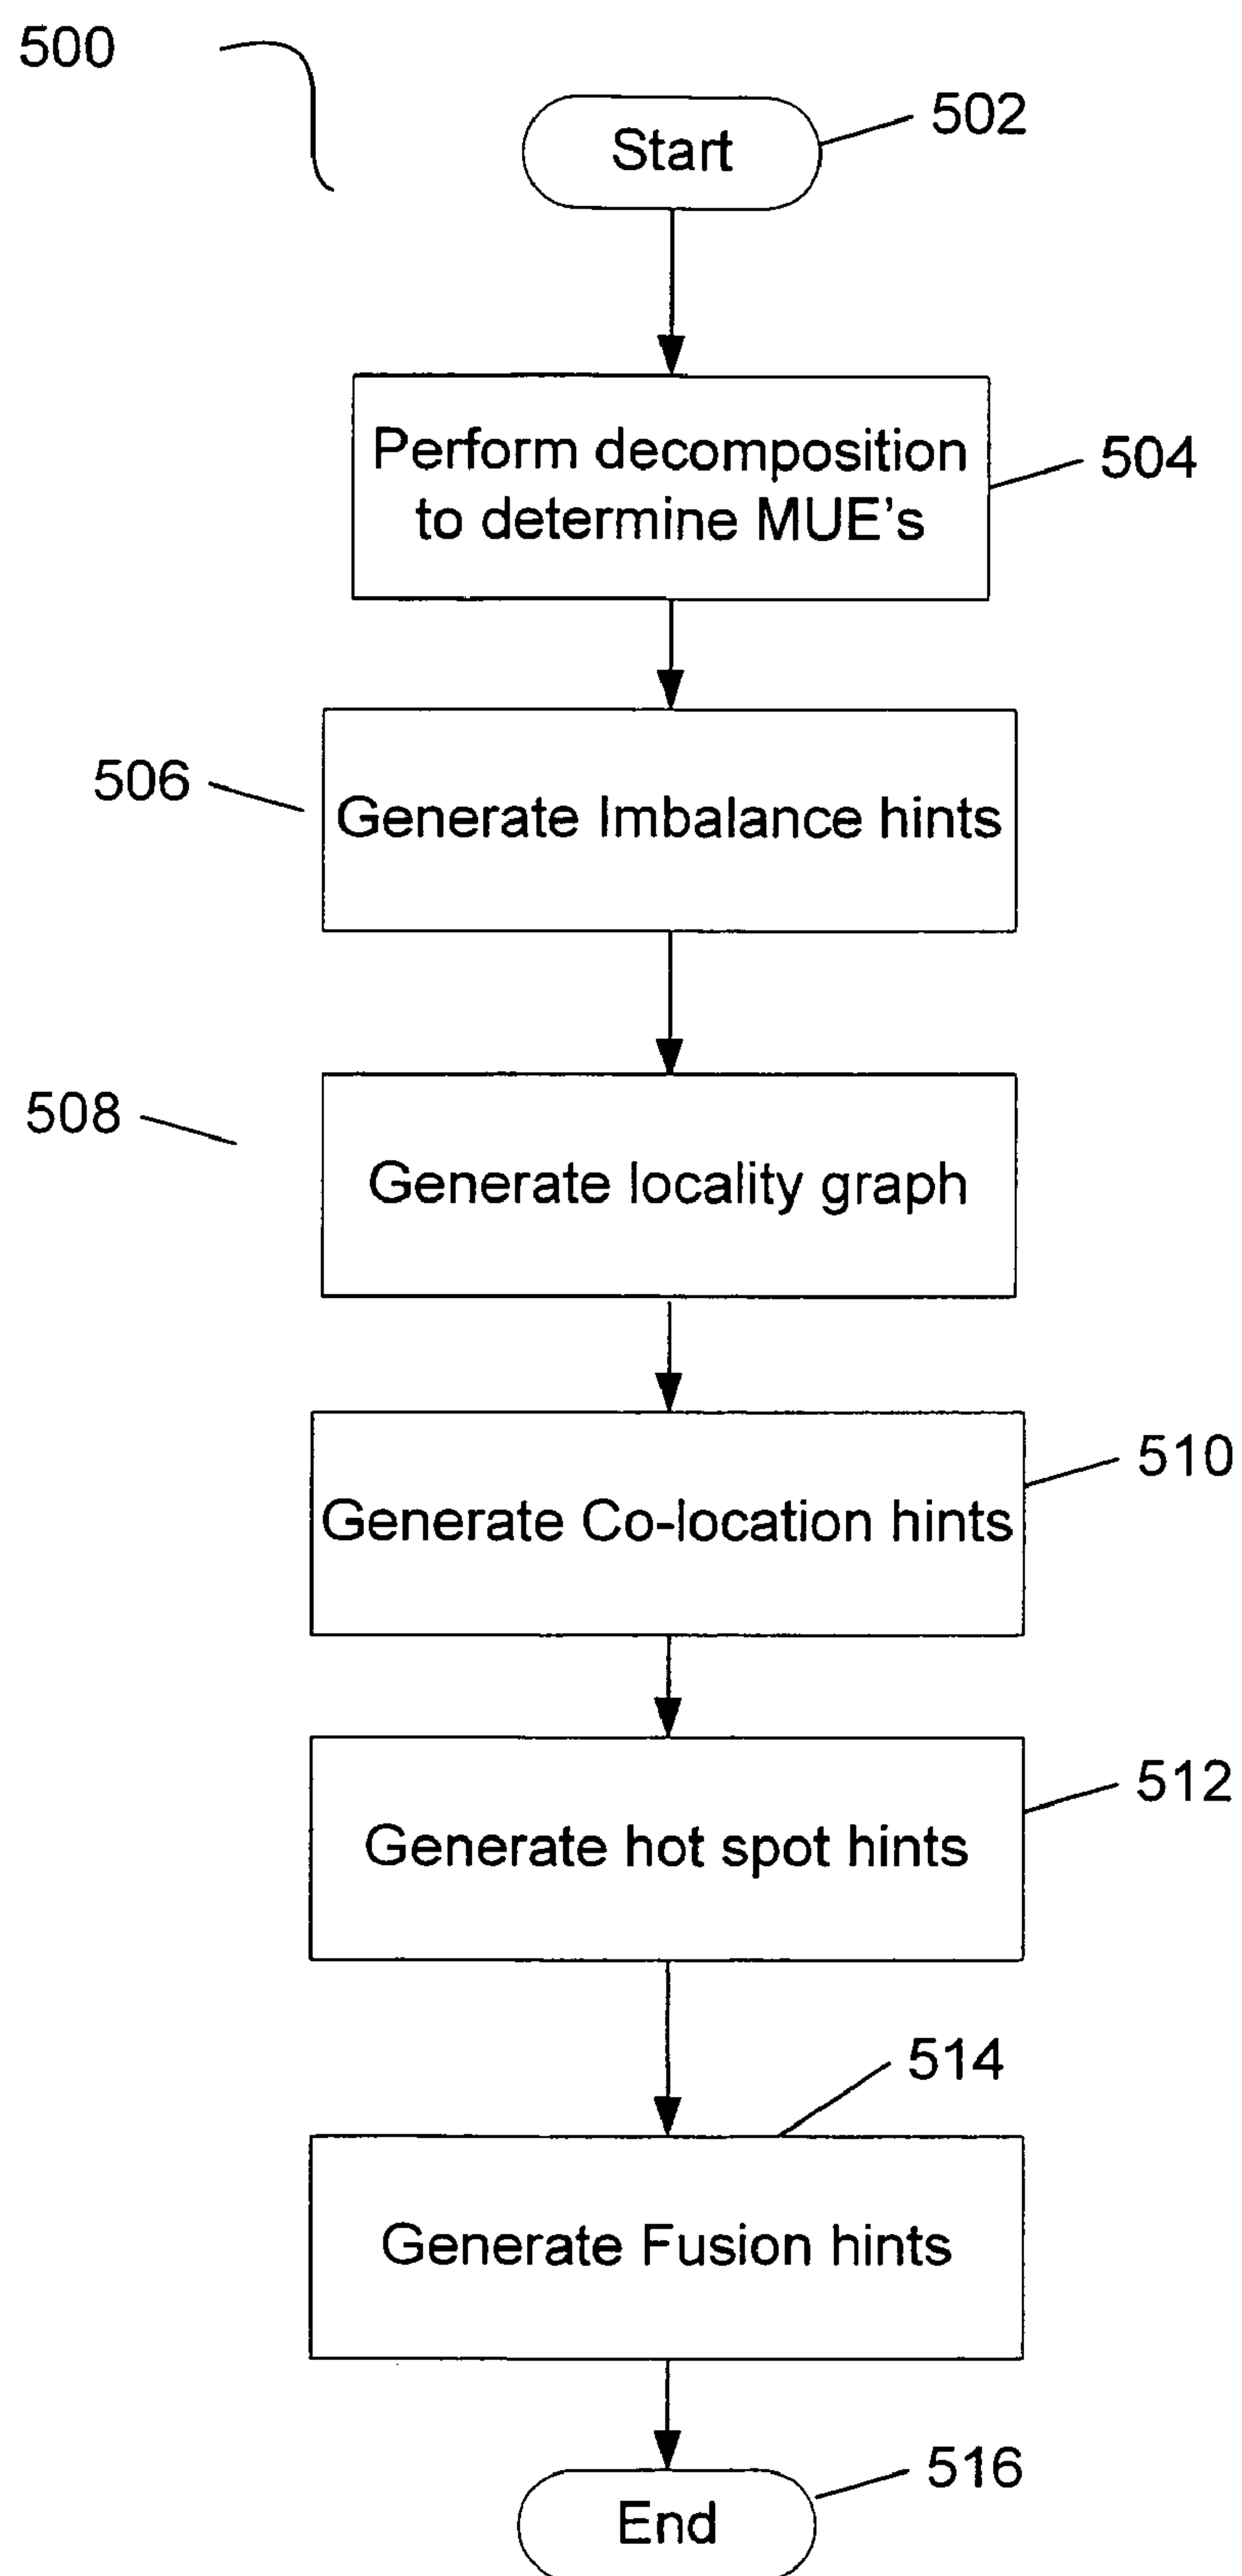 500
Start
502
Perform decomposition
to determine MUE's
504
506
Generate Imbalance hints
508
Generate locality graph
510
Generate Co-location hints
512
Generate hot spot hints
514
Generate Fusion hints
516
End